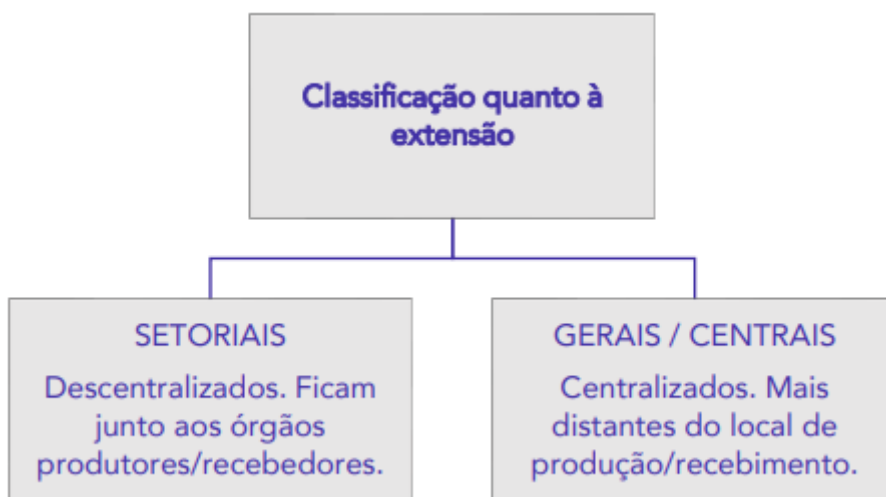 Classificação quanto à
extensão
SETORIAIS
Descentralizados. Ficam
junto aos órgãos
produtores/recebedores.
GERAIS / CENTRAIS
Centralizados. Mais
distantes do local de
produção/recebimento.